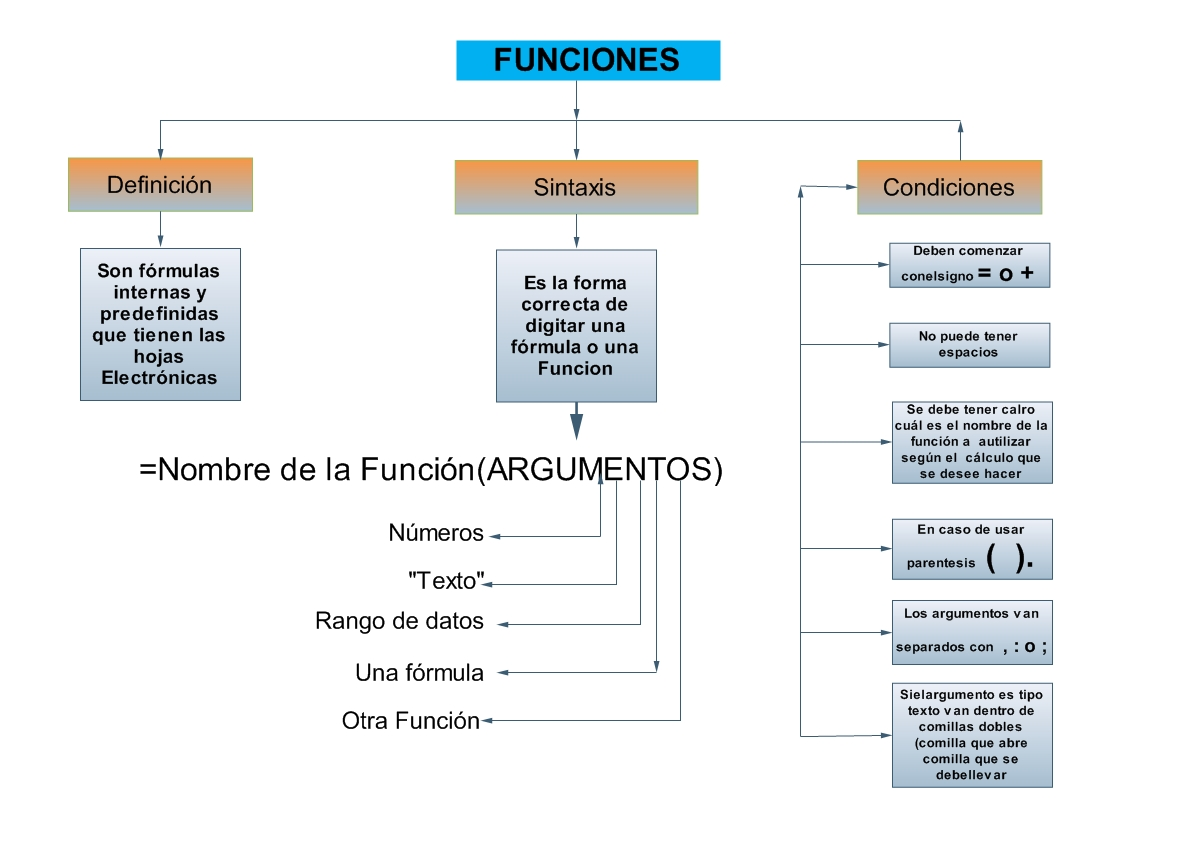 FUNCIONES
Definición
Son fórmulas
internas y
predefinidas
que tienen las
hojas
Electrónicas
Sintaxis
Es la forma
correcta de
digitar una
fórmula o una
Funcion
=Nombre de la Función(ARGUMENTOS)
Números
"Texto"
Rango de datos
Una fórmula
Otra Función
Condiciones
Deben comenzar
conelsigno = o +
No puede tener
espacios
Se debe tener calro
cuál es el nombre de la
función a autilizar
según el cálculo que
se desee hacer
En caso de usar
parentesis ( ).
Los argumentos van
separados con , : o ;
Sielargumento es tipo
texto van dentro de
comillas dobles
(comilla que abre
comilla que se
debellevar